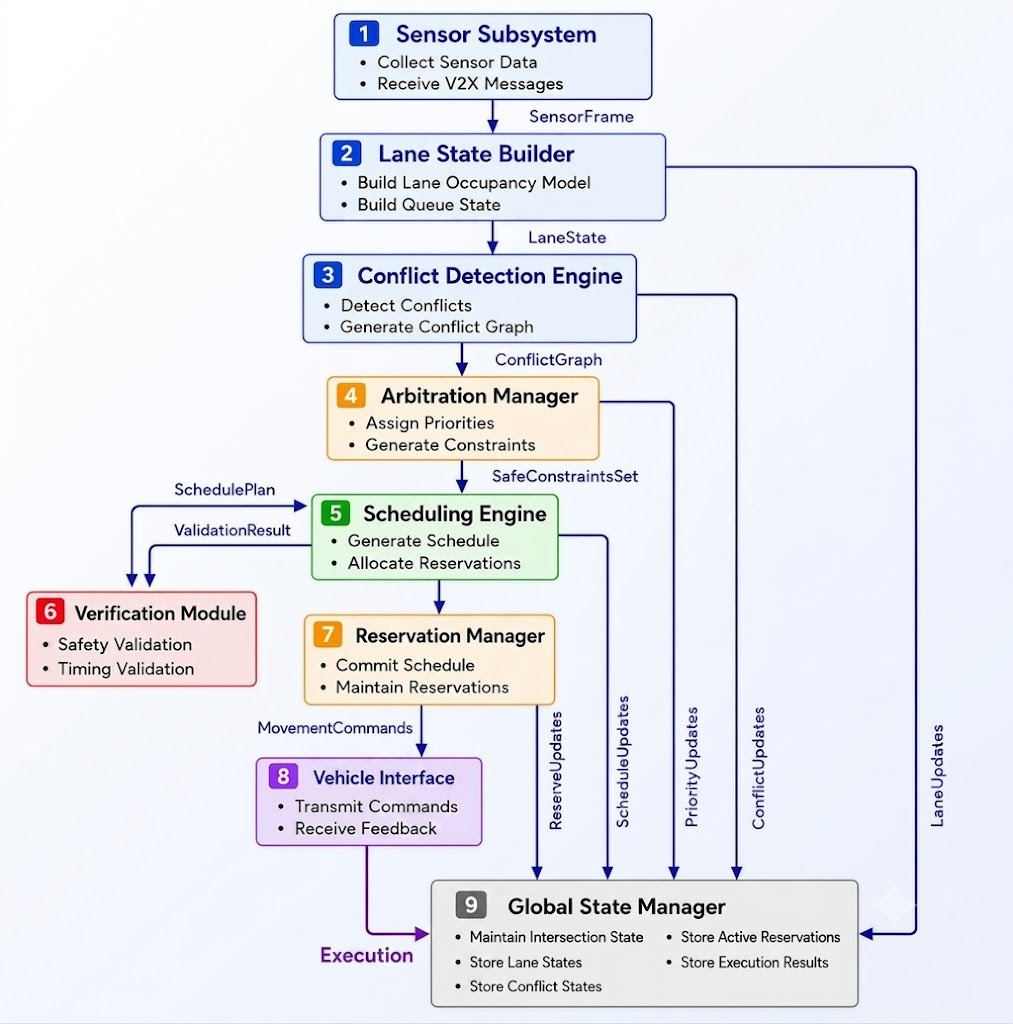 1 Sensor Subsystem
• Collect Sensor Data
• Receive V2X Messages
SensorFrame
2 Lane State Builder
• Build Lane Occupancy Model
• Build Queue State
LaneState
3 Conflict Detection Engine
• Detect Conflicts
• Generate Conflict Graph
ConflictGraph
4 Arbitration Manager
• Assign Priorities
• Generate Constraints
SafeConstraintsSet
SchedulePlan
ValidationResult
5 Scheduling Engine
• Generate Schedule
• Allocate Reservations
6 Verification Module
• Safety Validation
• Timing Validation
7 Reservation Manager
• Commit Schedule
• Maintain Reservations
MovementCommands
8 Vehicle Interface
• Transmit Commands
• Receive Feedback
ReserveUpdates
ScheduleUpdates
PriorityUpdates
ConflictUpdates
LaneUpdates
Execution
9 Global State Manager
• Maintain Intersection State
• Store Lane States
• Store Conflict States
• Store Active Reservations
• Store Execution Results